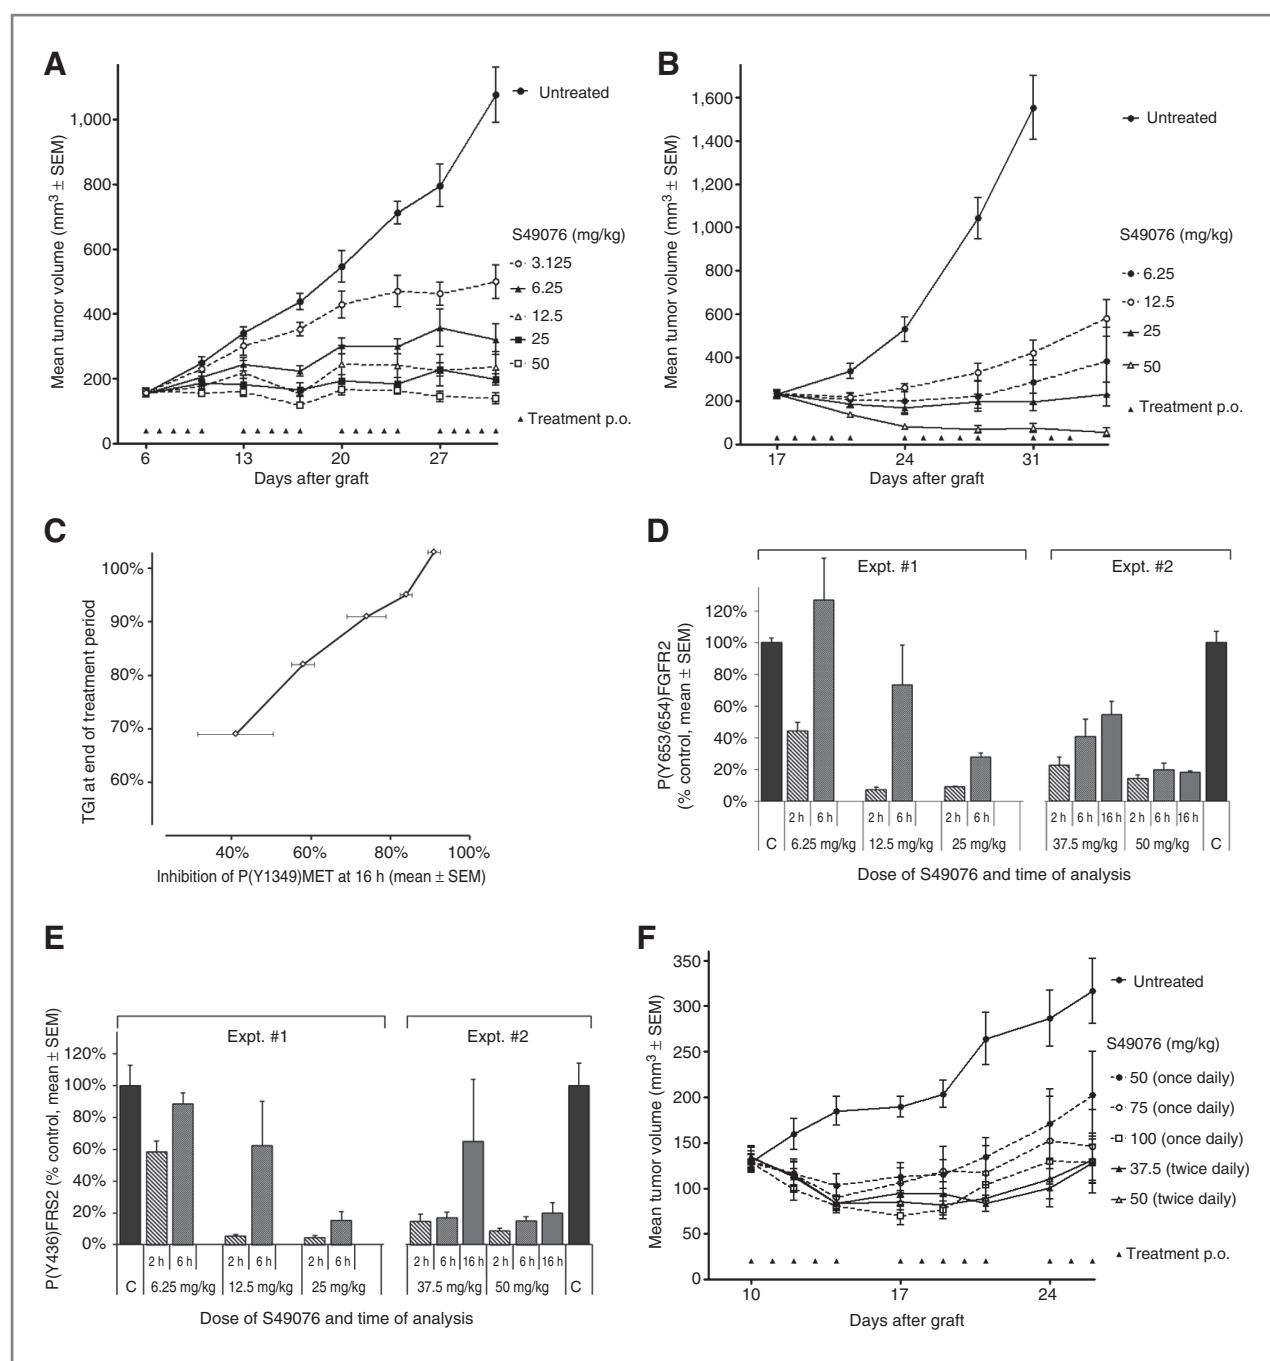 A
Mean tumor volume (mm³ ± SEM)
1,000
800
600
400
200
0
6
13
20
27
Days after graft
Untreated
S49076 (mg/kg)
3.125
6.25
12.5
25
50
Treatment p.o.
B
Mean tumor volume (mm³ ± SEM)
1,600
1,400
1,200
1,000
800
600
400
200
0
17
24
31
Days after graft
Untreated
S49076 (mg/kg)
6.25
12.5
25
50
Treatment p.o.
C
TGI at end of treatment period
100%
90%
80%
70%
60%
40%
60%
80%
100%
Inhibition of P(Y1349)MET at 16 h (mean ± SEM)
D
Expt. #1
Expt. #2
P(Y653/654)FGFR2
(% control, mean ± SEM)
120%
100%
80%
60%
40%
20%
0%
2 h 6 h 2 h 6 h 2 h 6 h 2 h 6 h 16 h 2 h 6 h 16 h
C 6.25 mg/kg 12.5 mg/kg 25 mg/kg 37.5 mg/kg 50 mg/kg C
Dose of S49076 and time of analysis
E
Expt. #1
Expt. #2
P(Y436)FRS2 (% control, mean ± SEM)
120%
100%
80%
60%
40%
20%
0%
2 h 6 h 2 h 6 h 2 h 6 h 2 h 6 h 16 h 2 h 6 h 16 h
C 6.25 mg/kg 12.5 mg/kg 25 mg/kg 37.5 mg/kg 50 mg/kg C
Dose of S49076 and time of analysis
F
Mean tumor volume (mm³ ± SEM)
350
300
250
200
150
100
50
0
10
17
24
Days after graft
Untreated
S49076 (mg/kg)
50 (once daily)
75 (once daily)
100 (once daily)
37.5 (twice daily)
50 (twice daily)
Treatment p.o.